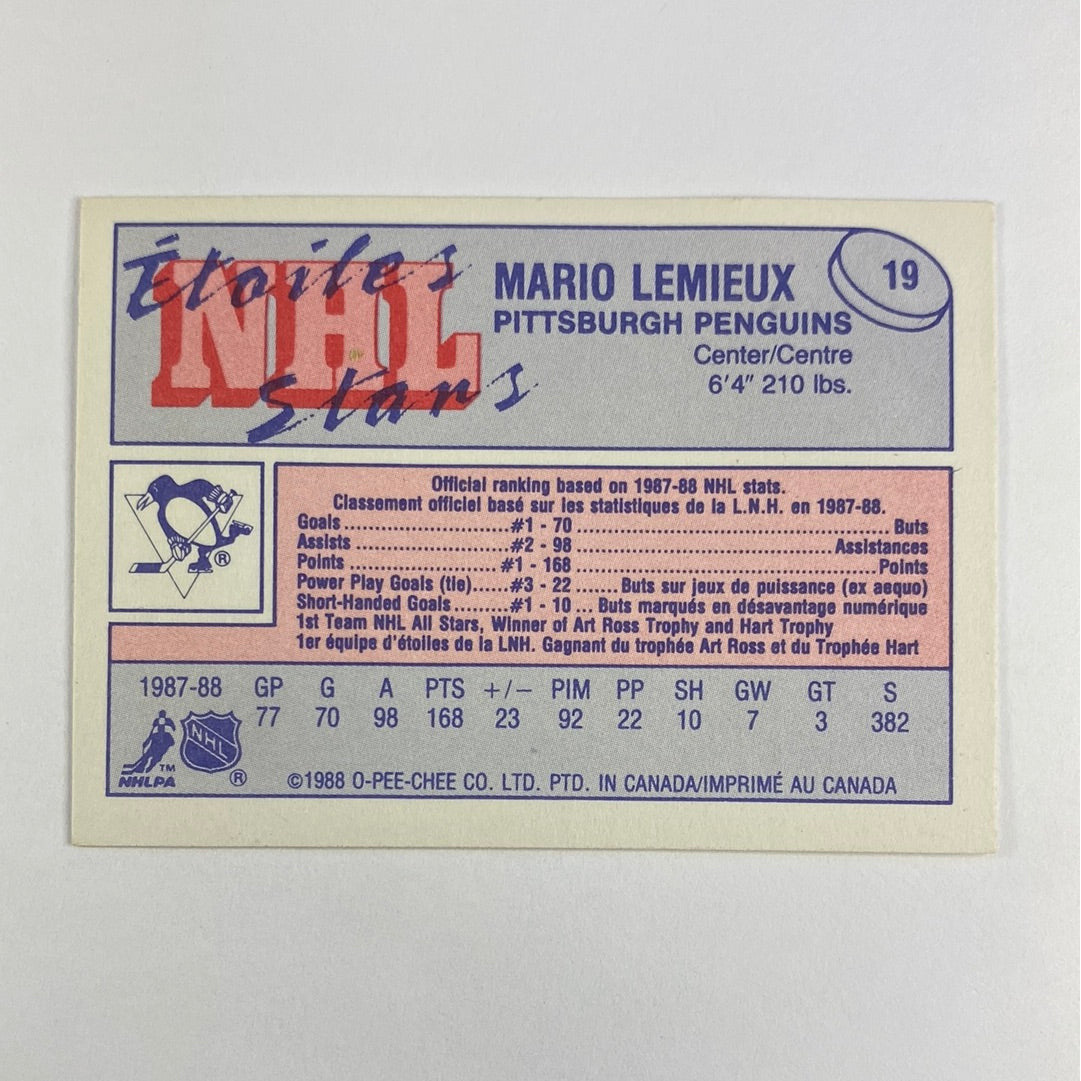 Étoiles
NHL
Stars
MARIO LEMIEUX
PITTSBURGH PENGUINS
Center/Centre
6'4" 210 lbs.
19
®
Official ranking based on 1987-88 NHL stats.
Classement officiel basé sur les statistiques de la L.N.H. en 1987-88.
Goals..............................#1 - 70..........................................................Buts
Assists............................#2 - 98...............................................Assistances
Points............................#1 - 168.......................................................Points
Power Play Goals (tie)......#3 - 22........Buts sur jeux de puissance (ex aequo)
Short-Handed Goals.......#1 - 10... Buts marqués en désavantage numérique
1st Team NHL All Stars, Winner of Art Ross Trophy and Hart Trophy
1er équipe d'étoiles de la LNH. Gagnant du trophée Art Ross et du Trophée Hart
1987-88 GP G A PTS +/− PIM PP SH GW GT S
77 70 98 168 23 92 22 10 7 3 382
NHLPA TM
NHL ®
©1988 O-PEE-CHEE CO. LTD. PTD. IN CANADA/IMPRIMÉ AU CANADA